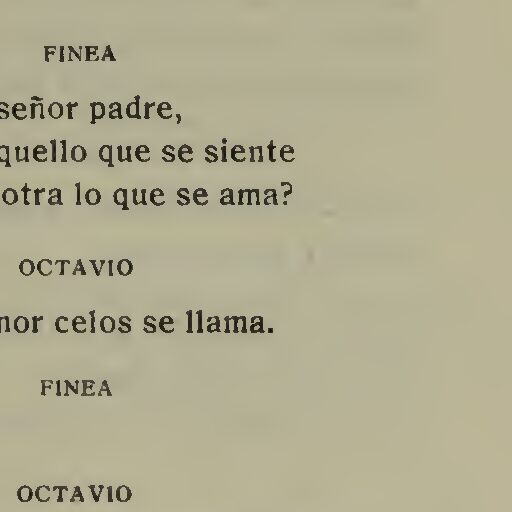 FINEA
señor padre,
quello que se siente
otra lo que se ama?
OCTAVIO
nor celos se llama.
FINEA
OCTAVIO